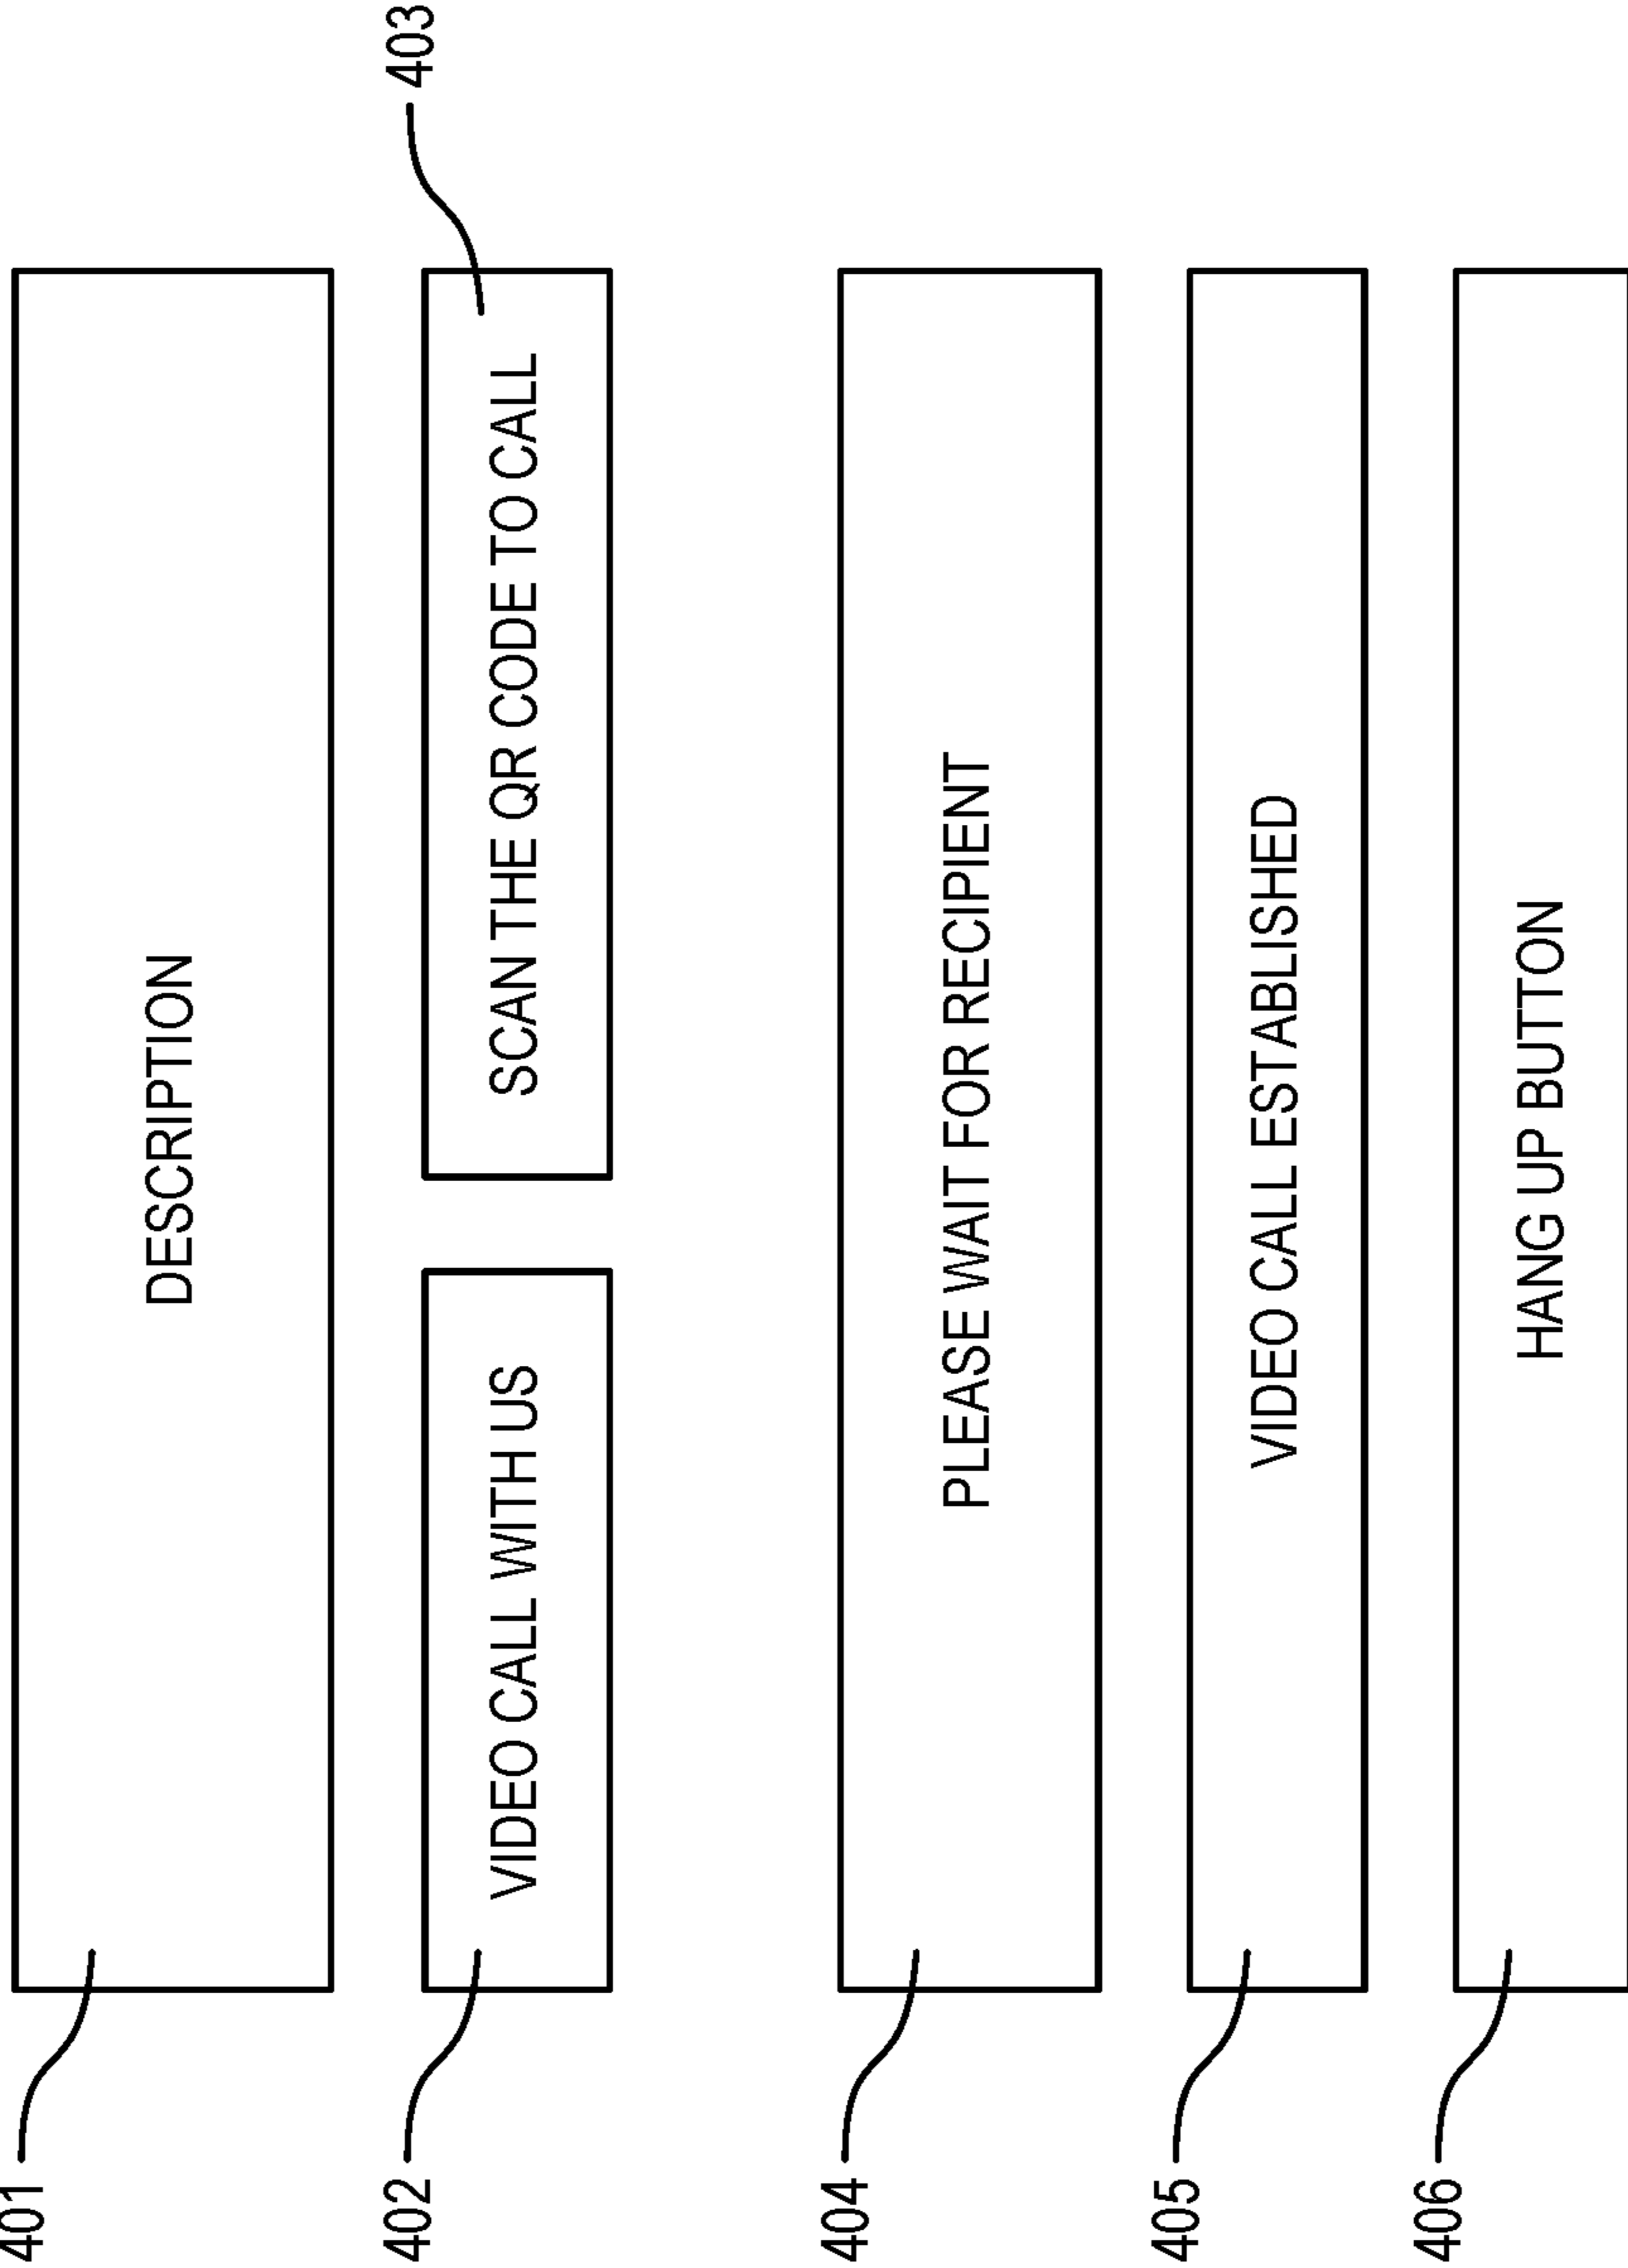 401
DESCRIPTION
402
VIDEO CALL WITH US
SCAN THE QR CODE TO CALL
403
404
PLEASE WAIT FOR RECIPIENT
405
VIDEO CALL ESTABLISHED
406
HANG UP BUTTON